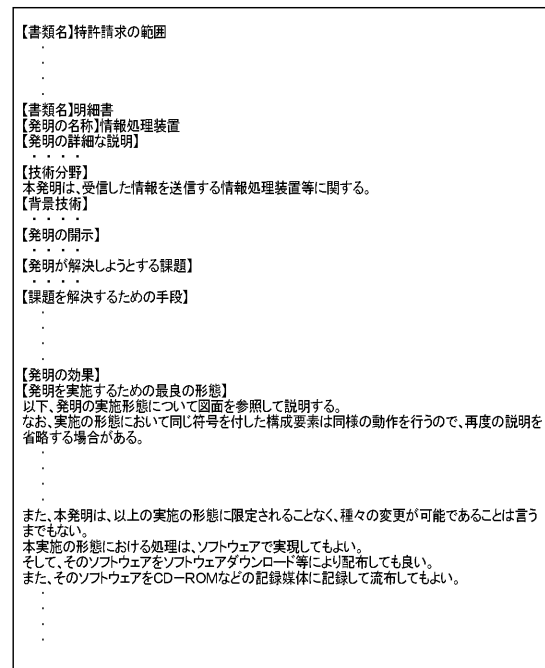 【書類名】特許請求の範囲
・
・
・
・
【書類名】明細書
【発明の名称】情報処理装置
【発明の詳細な説明】
・・・・
【技術分野】
本発明は、受信した情報を送信する情報処理装置等に関する。
【背景技術】
・・・・
【発明の開示】
・・・・
【発明が解決しようとする課題】
・・・・
【課題を解決するための手段】
・
・
・
・
【発明の効果】
【発明を実施するための最良の形態】
以下、発明の実施形態について図面を参照して説明する。
なお、実施の形態において同じ符号を付した構成要素は同様の動作を行うので、再度の説明を
省略する場合がある。
・
・
・
・
また、本発明は、以上の実施の形態に限定されることなく、種々の変更が可能であることは言う
までもない。
本実施の形態における処理は、ソフトウェアで実現してもよい。
そして、そのソフトウェアをソフトウェアダウンロード等により配布しても良い。
また、そのソフトウェアをCD－ROMなどの記録媒体に記録して流布してもよい。
・
・
・
・